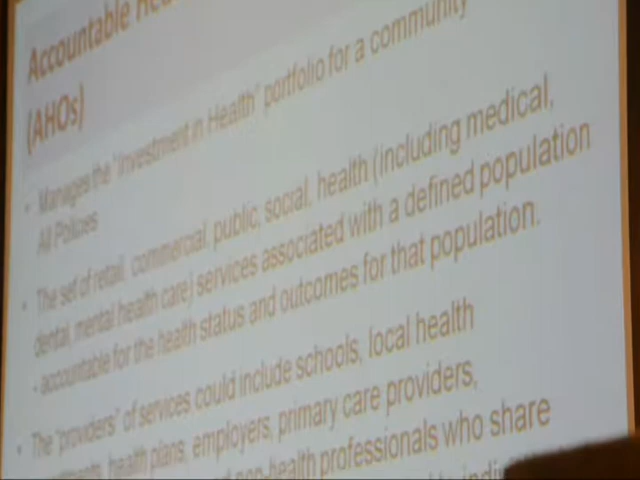 Accountable
(AHOs)
• Manages the "Investment in Health" portfolio for a community
All Policies
• The set of retail, commercial, public, social, health (including medical,
dental, mental health care) services associated with a defined population
- accountable for the health status and outcomes for that population.
• The "providers" of services could include schools, local health
health plans, employers, primary care providers,
non-health professionals who share